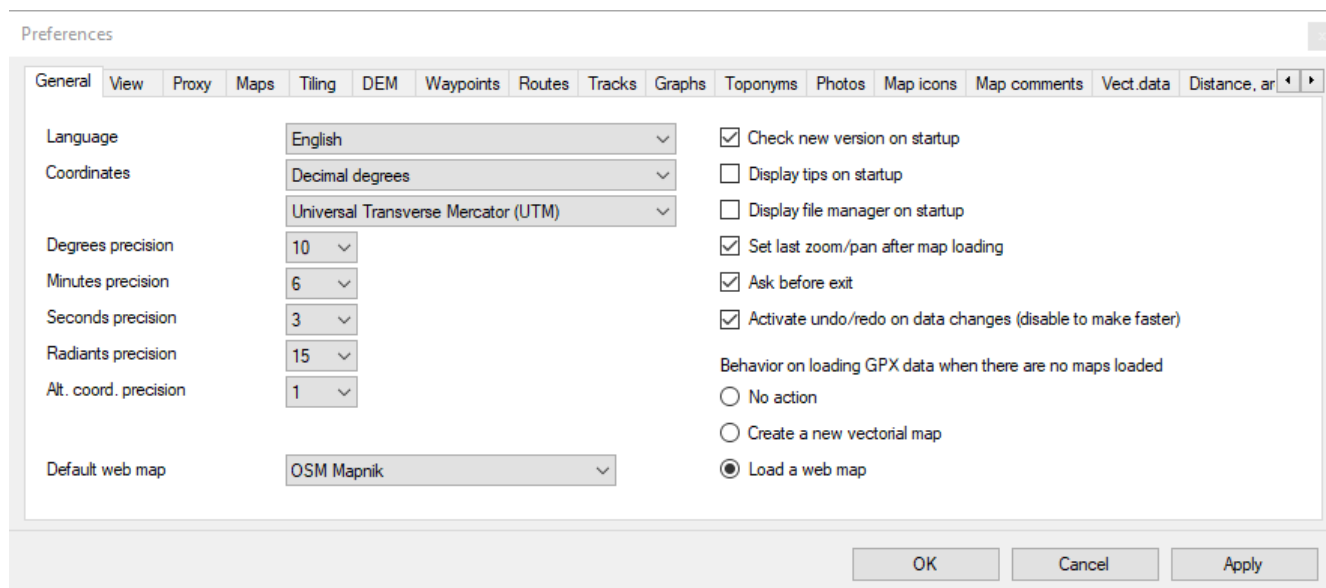 Preferences
General View Proxy Maps Tiling DEM Waypoints Routes Tracks Graphs Toponyms Photos Map icons Map comments Vect.data Distance, ar
Language English
Coordinates Decimal degrees
Universal Transverse Mercator (UTM)
Degrees precision 10
Minutes precision 6
Seconds precision 3
Radiants precision 15
Alt. coord. precision 1
Default web map OSM Mapnik
Check new version on startup
Display tips on startup
Display file manager on startup
Set last zoom/pan after map loading
Ask before exit
Activate undo/redo on data changes (disable to make faster)
Behavior on loading GPX data when there are no maps loaded
No action
Create a new vectorial map
Load a web map
OK Cancel Apply